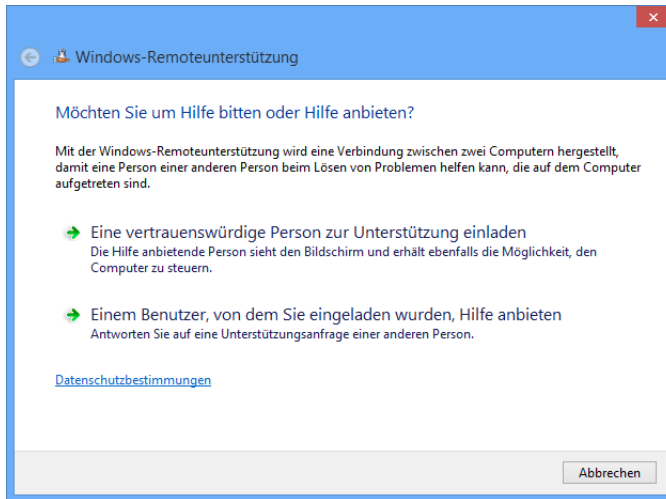 Windows-Remoteunterstützung
Möchten Sie um Hilfe bitten oder Hilfe anbieten?
Mit der Windows-Remoteunterstützung wird eine Verbindung zwischen zwei Computern hergestellt,
damit eine Person einer anderen Person beim Lösen von Problemen helfen kann, die auf dem Computer
aufgetreten sind.
Eine vertrauenswürdige Person zur Unterstützung einladen
Die Hilfe anbietende Person sieht den Bildschirm und erhält ebenfalls die Möglichkeit, den
Computer zu steuern.
Einem Benutzer, von dem Sie eingeladen wurden, Hilfe anbieten
Antworten Sie auf eine Unterstützungsanfrage einer anderen Person.
Datenschutzbestimmungen
Abbrechen